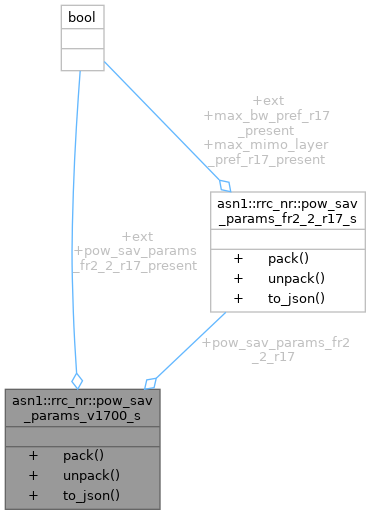 bool
+ext
+max_bw_pref_r17
_present
+max_mimo_layer
_pref_r17_present
asn1::rrc_nr::pow_sav
_params_fr2_2_r17_s
+ pack()
+ unpack()
+ to_json()
+ext
+pow_sav_params
_fr2_2_r17_present
+pow_sav_params_fr2
_2_r17
asn1::rrc_nr::pow_sav
_params_v1700_s
+ pack()
+ unpack()
+ to_json()